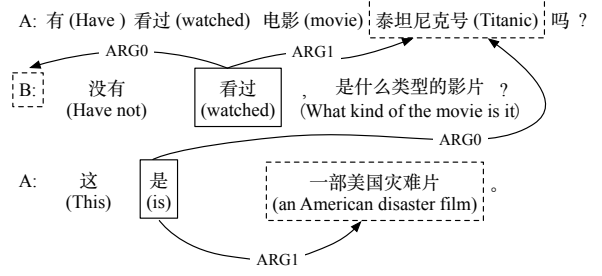 A: 有 (Have ) 看过 (watched) 电影 (movie) 泰坦尼克号 (Titanic) 吗 ?
ARG0 ARG1
B: 没有 看过 , 是什么类型的影片 ?
(Have not) (watched) (What kind of the movie is it)
ARG0
A: 这 是 一部美国灾难片 。
(This) (is) (an American disaster film)
ARG1